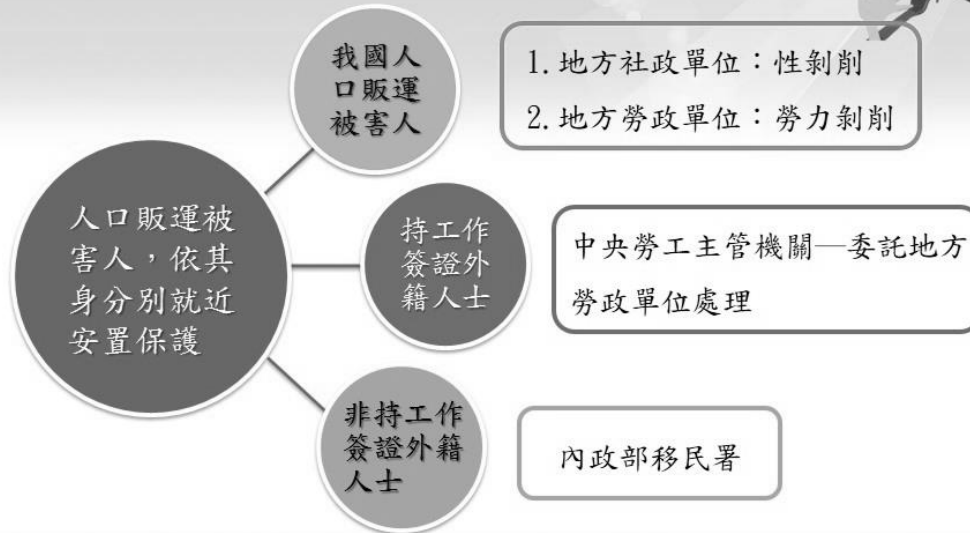 人口販運被
害人，依其
身分別就近
安置保護
我國人
口販運
被害人
1.地方社政單位：性剝削
2.地方勞政單位：勞力剝削
持工作
簽證外
籍人士
中央勞工主管機關—委託地方
勞政單位處理
非持工作
簽證外籍
人士
內政部移民署